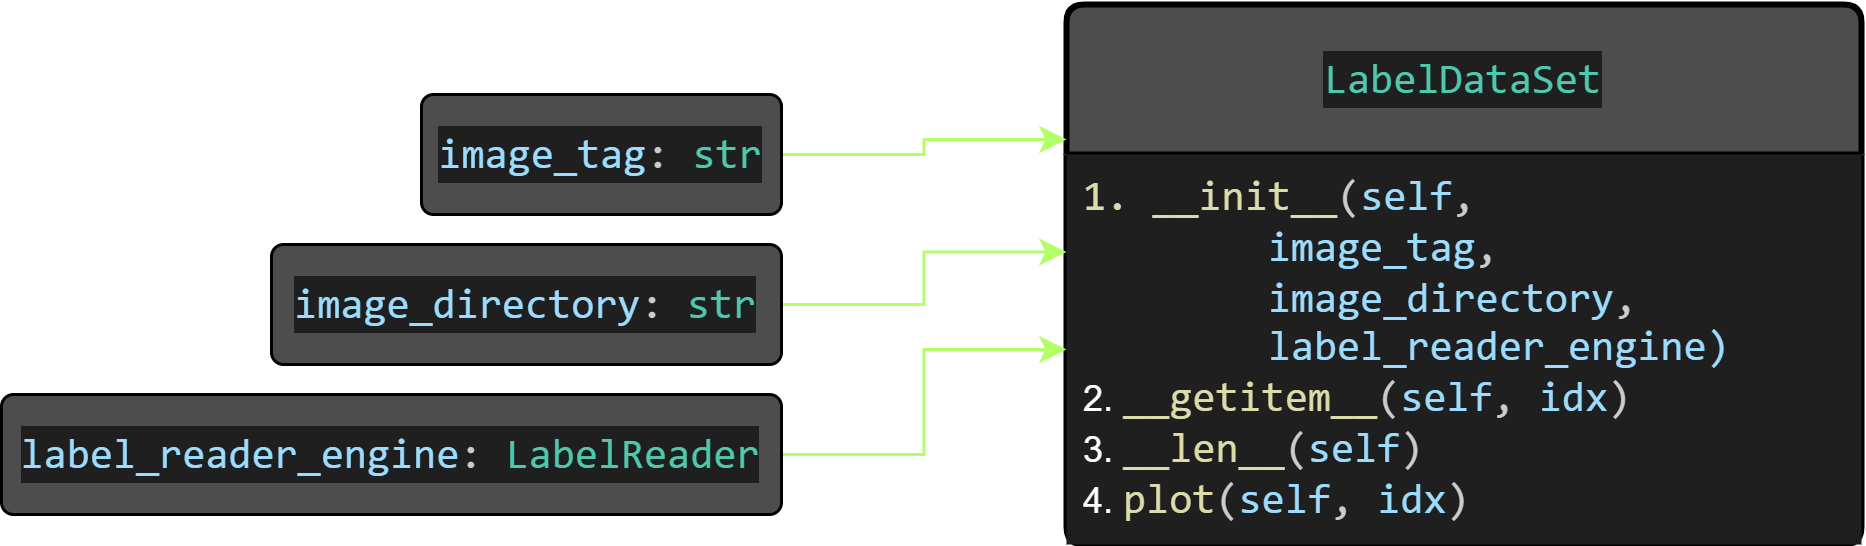 image_tag: str
image_directory: str
label_reader_engine: LabelReader
LabelDataSet
1. __init__(self,
image_tag,
image_directory,
label_reader_engine)
2. __getitem__(self, idx)
3. __len__(self)
4. plot(self, idx)